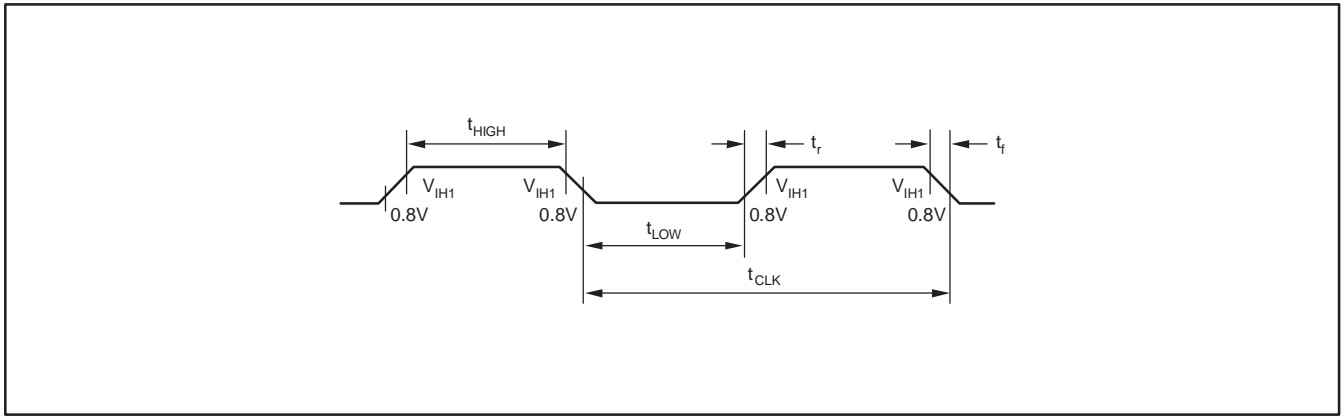 tHIGH
tr
tf
VIH1 VIH1 VIH1 VIH1
0.8V 0.8V 0.8V 0.8V
tLOW
tCLK